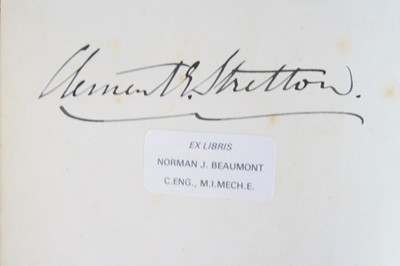 Clement E. Stretton.
EX LIBRIS
NORMAN J. BEAUMONT
C.ENG., M.I.MECH.E.